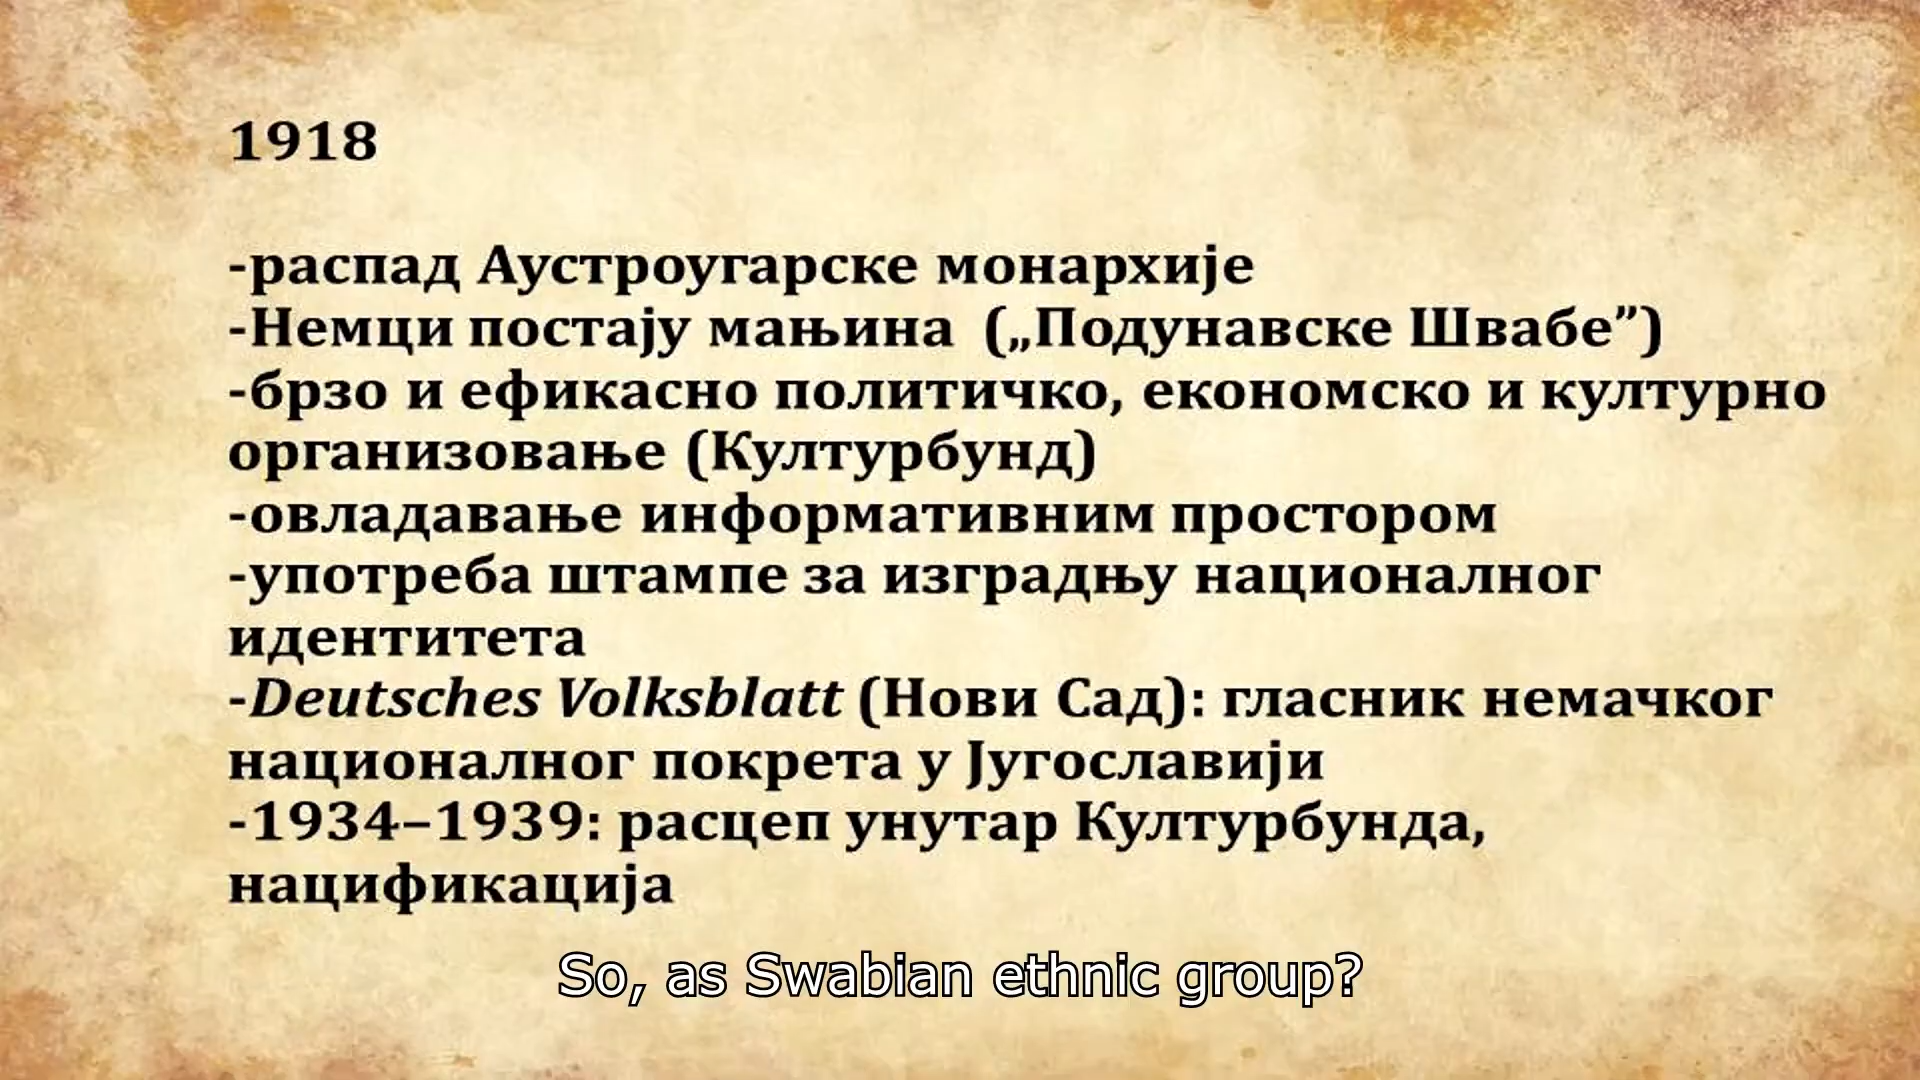 1918
-распад Аустроугарске монархије
-Немци постају мањина („Подунавске Швабе”)
-брзо и ефикасно политичко, економско и културно
организовање (Културбунд)
-овладавање информативним простором
-употреба штампе за изградњу националног
идентитета
-Deutsches Volksblatt (Нови Сад): гласник немачког
националног покрета у Југославији
-1934–1939: расцеп унутар Културбунда,
нацификација
So, as Swabian ethnic group?